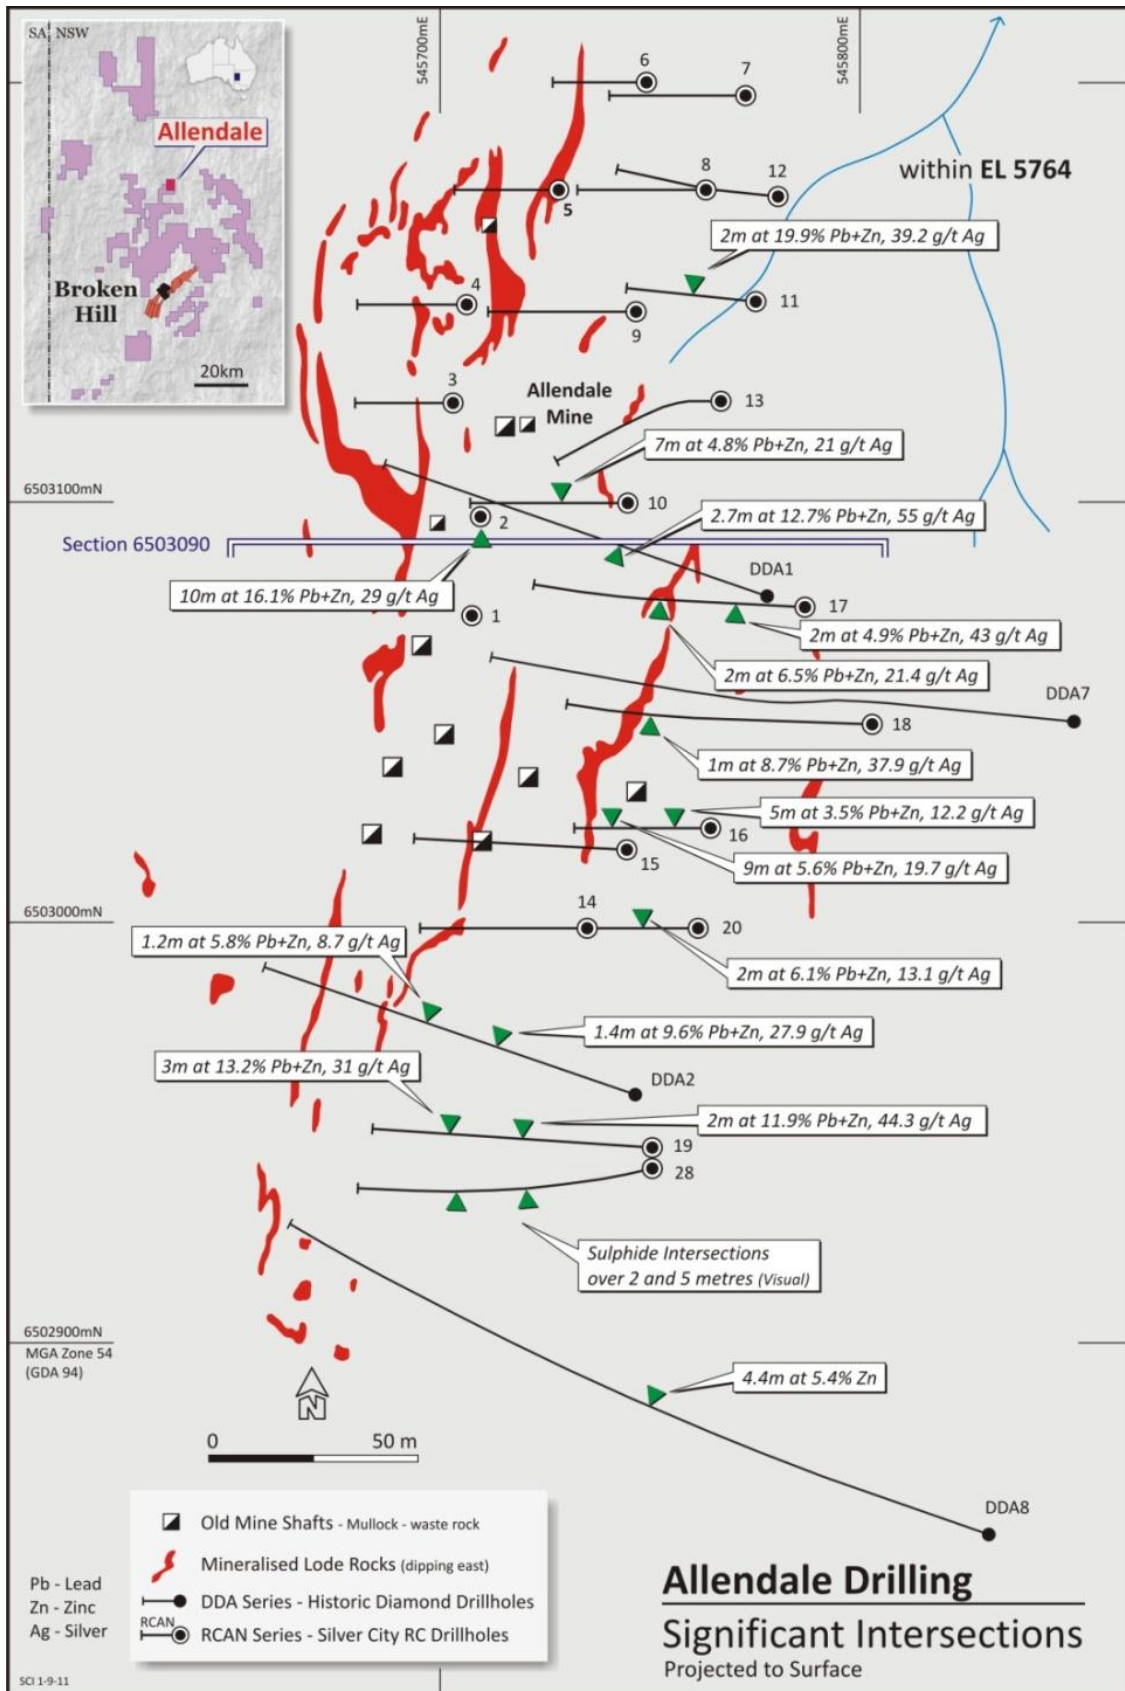 SA NSW
Allendale
Broken
Hill
20km
545700mE
545800mE
6
7
8
12
5
within EL 5764
2m at 19.9% Pb+Zn, 39.2 g/t Ag
4
11
9
3
Allendale
Mine
13
7m at 4.8% Pb+Zn, 21 g/t Ag
6503100mN
10
2
2.7m at 12.7% Pb+Zn, 55 g/t Ag
Section 6503090
DDA1
10m at 16.1% Pb+Zn, 29 g/t Ag
1
17
2m at 4.9% Pb+Zn, 43 g/t Ag
2m at 6.5% Pb+Zn, 21.4 g/t Ag
DDA7
18
1m at 8.7% Pb+Zn, 37.9 g/t Ag
5m at 3.5% Pb+Zn, 12.2 g/t Ag
16
15
9m at 5.6% Pb+Zn, 19.7 g/t Ag
6503000mN
14
20
1.2m at 5.8% Pb+Zn, 8.7 g/t Ag
2m at 6.1% Pb+Zn, 13.1 g/t Ag
1.4m at 9.6% Pb+Zn, 27.9 g/t Ag
3m at 13.2% Pb+Zn, 31 g/t Ag
DDA2
2m at 11.9% Pb+Zn, 44.3 g/t Ag
19
28
Sulphide Intersections
over 2 and 5 metres (Visual)
6502900mN
MGA Zone 54
(GDA 94)
4.4m at 5.4% Zn
N
0 50 m
DDA8
Old Mine Shafts - Mullock - waste rock
Mineralised Lode Rocks (dipping east)
DDA Series - Historic Diamond Drillholes
RCAN
RCAN Series - Silver City RC Drillholes
Pb - Lead
Zn - Zinc
Ag - Silver
Allendale Drilling
Significant Intersections
Projected to Surface
SCI 1-9-11